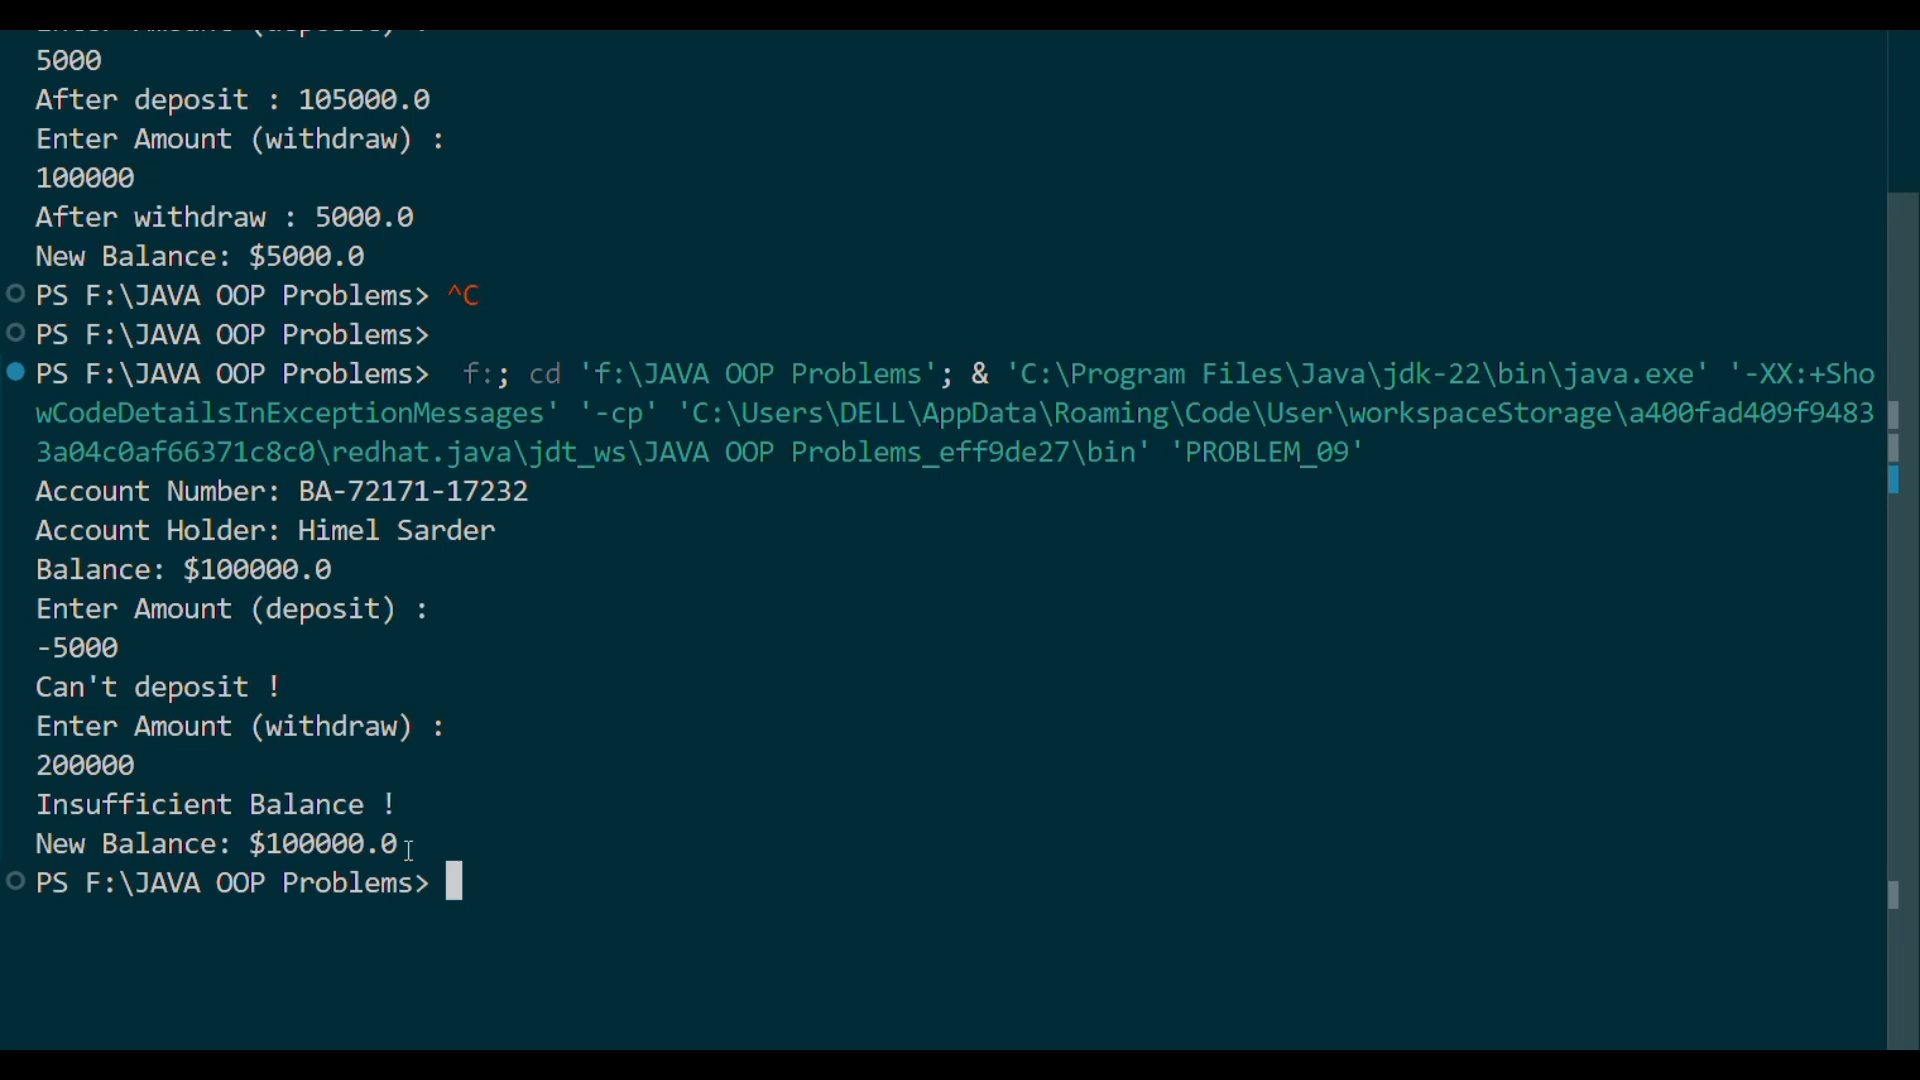 Enter Amount (deposit) :
5000
After deposit : 105000.0
Enter Amount (withdraw) :
100000
After withdraw : 5000.0
New Balance: $5000.0
PS F:\JAVA OOP Problems> ^C
PS F:\JAVA OOP Problems>
PS F:\JAVA OOP Problems>  f:; cd 'f:\JAVA OOP Problems'; & 'C:\Program Files\Java\jdk-22\bin\java.exe' '-XX:+Sho
wCodeDetailsInExceptionMessages' '-cp' 'C:\Users\DELL\AppData\Roaming\Code\User\workspaceStorage\a400fad409f9483
3a04c0af66371c8c0\redhat.java\jdt_ws\JAVA OOP Problems_eff9de27\bin' 'PROBLEM_09'
Account Number: BA-72171-17232
Account Holder: Himel Sarder
Balance: $100000.0
Enter Amount (deposit) :
-5000
Can't deposit !
Enter Amount (withdraw) :
200000
Insufficient Balance !
New Balance: $100000.0
PS F:\JAVA OOP Problems>